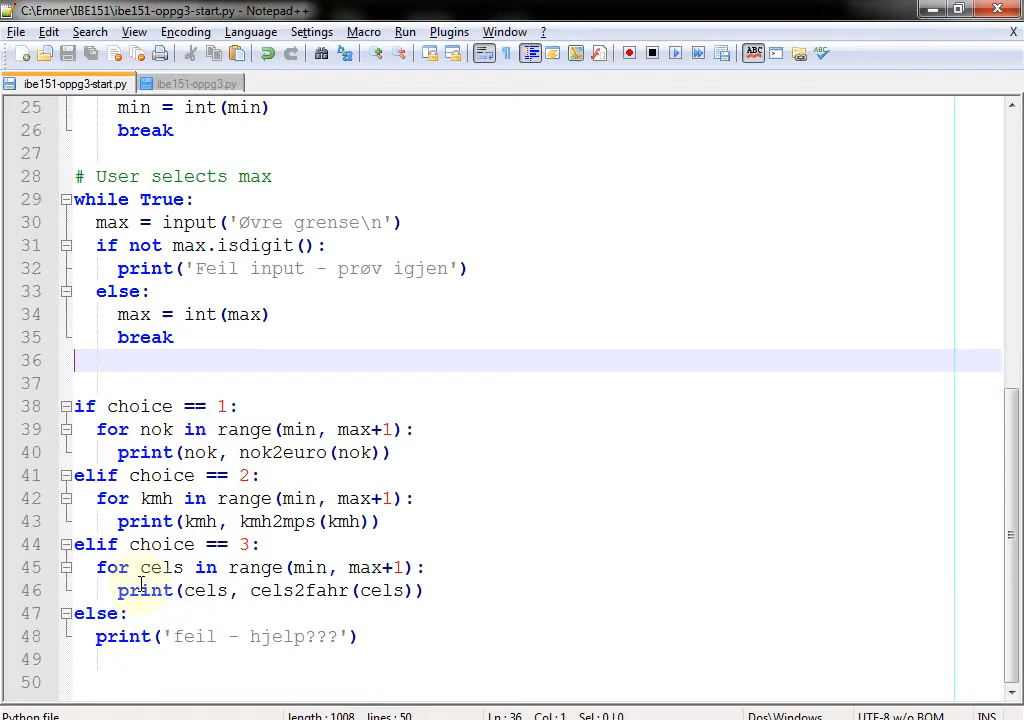 C:\Emner\IBE151\ibe151-oppg3-start.py - Notepad++
File Edit Search View Encoding Language Settings Macro Run Plugins Window ? X
ibe151-oppg3-start.py ibe151-oppg3.py
25 min = int(min)
26 break
27
28 # User selects max
29 while True:
30 max = input('Øvre grense\n')
31 if not max.isdigit():
32 print('Feil input - prøv igjen')
33 else:
34 max = int(max)
35 break
36
37
38 if choice == 1:
39 for nok in range(min, max+1):
40 print(nok, nok2euro(nok))
41 elif choice == 2:
42 for kmh in range(min, max+1):
43 print(kmh, kmh2mps(kmh))
44 elif choice == 3:
45 for cels in range(min, max+1):
46 print(cels, cels2fahr(cels))
47 else:
48 print('feil - hjelp???')
49
50
Python file length : 1008 lines : 50 Ln : 36 Col : 1 Sel : 0 | 0 Dos\Windows UTF-8 w/o BOM INS